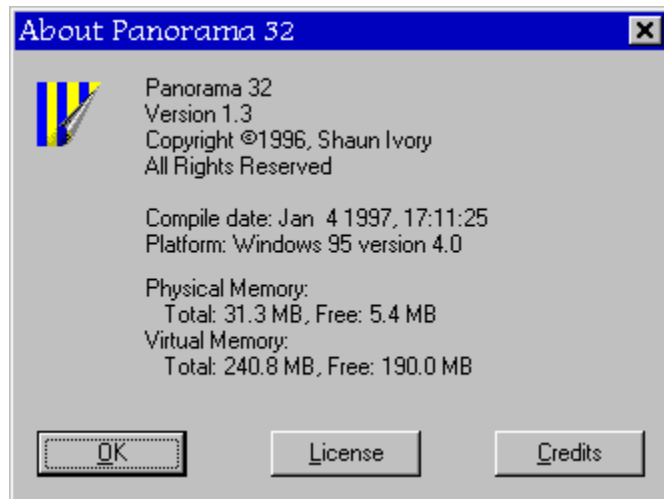 About Panorama 32
Panorama 32
Version 1.3
Copyright ©1996, Shaun Ivory
All Rights Reserved
Compile date: Jan  4 1997, 17:11:25
Platform: Windows 95 version 4.0
Physical Memory:
Total: 31.3 MB, Free: 5.4 MB
Virtual Memory:
Total: 240.8 MB, Free: 190.0 MB
OK
License
Credits